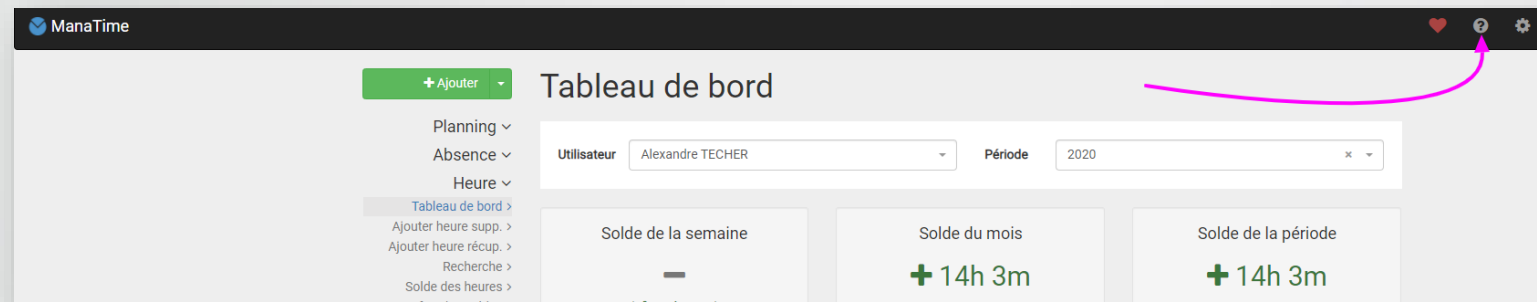 ManaTime
Ajouter
Tableau de bord
Planning
Absence
Heure
Tableau de bord
Ajouter heure supp.
Ajouter heure récup.
Recherche
Solde des heures
Utilisateur Alexandre TECHER Période 2020
Solde de la semaine
Solde du mois
+ 14h 3m
Solde de la période
+ 14h 3m